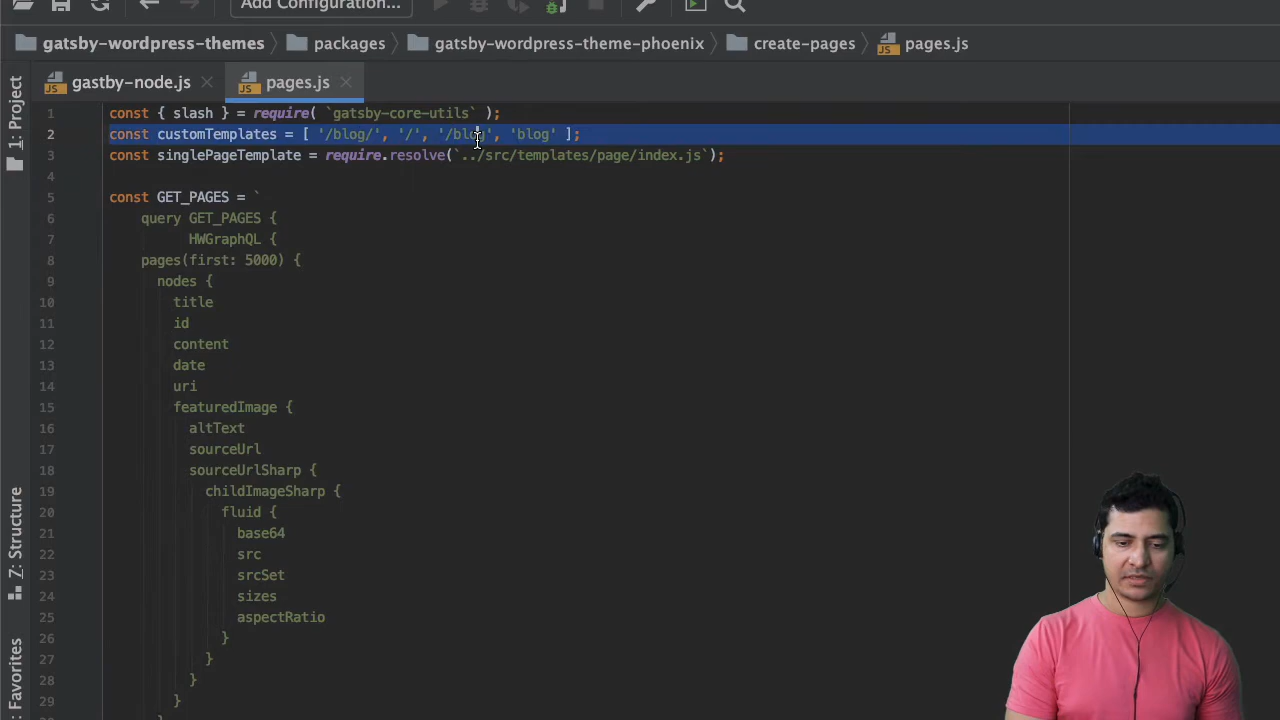 Add Configuration...
gatsby-wordpress-themes packages gatsby-wordpress-theme-phoenix create-pages pages.js
gastby-node.js pages.js
1: Project
Z: Structure
Favorites
1 const { slash } = require( `gatsby-core-utils` );
2 const customTemplates = [ '/blog/', '/', '/blog', 'blog' ];
3 const singlePageTemplate = require.resolve(`../src/templates/page/index.js`);
4
5 const GET_PAGES = `
6 query GET_PAGES {
7 HWGraphQL {
8 pages(first: 5000) {
9 nodes {
10 title
11 id
12 content
13 date
14 uri
15 featuredImage {
16 altText
17 sourceUrl
18 sourceUrlSharp {
19 childImageSharp {
20 fluid {
21 base64
22 src
23 srcSet
24 sizes
25 aspectRatio
26 }
27 }
28 }
29 }